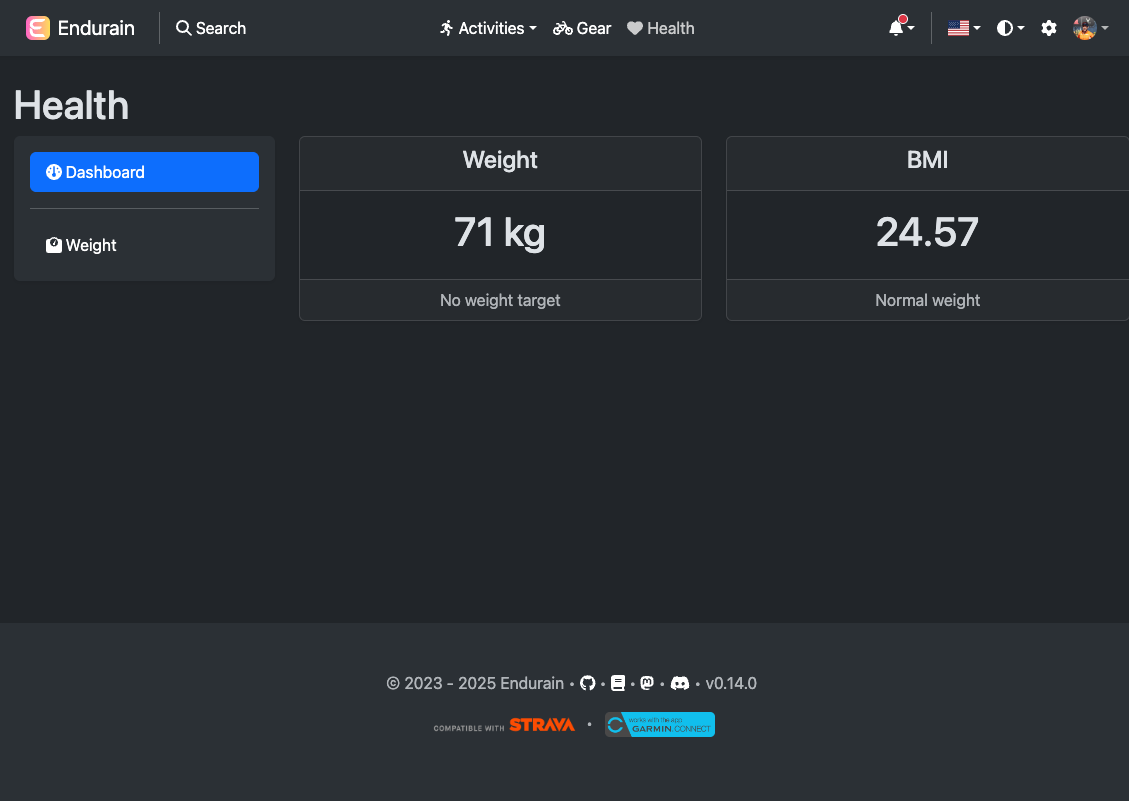 Endurain Search Activities Gear Health
Health
Dashboard
Weight
Weight
71 kg
No weight target
BMI
24.57
Normal weight
© 2023 - 2025 Endurain • • • • • v0.14.0
COMPATIBLE WITH STRAVA • works with the app
GARMIN CONNECT